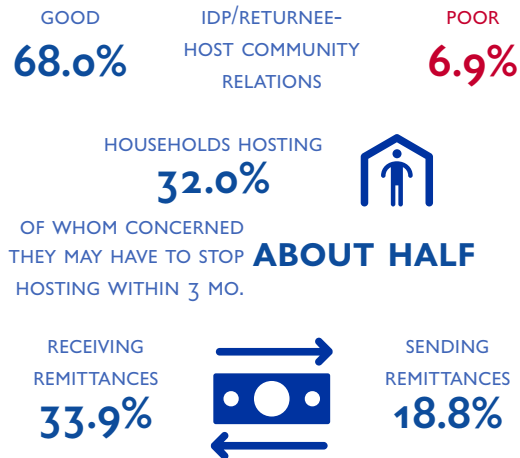 GOOD
68.0%
IDP/RETURNEE-
HOST COMMUNITY
RELATIONS
POOR
6.9%
HOUSEHOLDS HOSTING
32.0%
OF WHOM CONCERNED
THEY MAY HAVE TO STOP
HOSTING WITHIN 3 MO.
ABOUT HALF
RECEIVING
REMITTANCES
33.9%
SENDING
REMITTANCES
18.8%